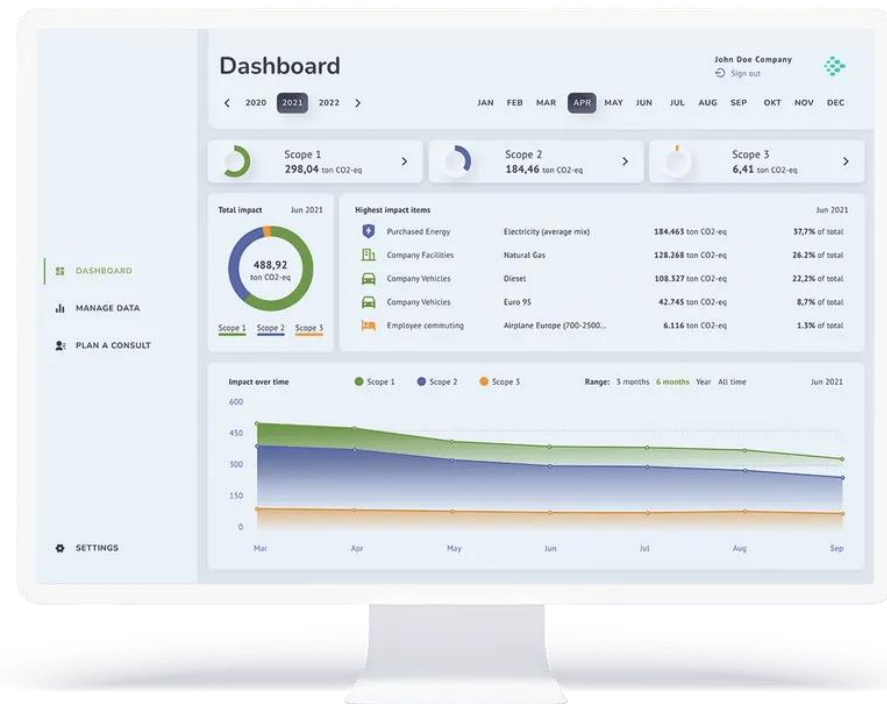 Dashboard
John Doe Company
Sign out
2020 2021 2022
JAN FEB MAR APR MAY JUN JUL AUG SEP OKT NOV DEC
Scope 1
298,04 ton CO2-eq
Scope 2
184,46 ton CO2-eq
Scope 3
6,41 ton CO2-eq
DASHBOARD
MANAGE DATA
PLAN A CONSULT
SETTINGS
Total impact Jun 2021
488,92
ton CO2-eq
Scope 1 Scope 2 Scope 3
Highest impact items Jun 2021
Purchased Energy Electricity (average mix) 184.463 ton CO2-eq 37,7% of total
Company Facilities Natural Gas 128.268 ton CO2-eq 26.2% of total
Company Vehicles Diesel 108.327 ton CO2-eq 22,2% of total
Company Vehicles Euro 95 42.745 ton CO2-eq 8,7% of total
Employee commuting Airplane Europe (700-2500... 6.116 ton CO2-eq 1.3% of total
Impact over time Scope 1 Scope 2 Scope 3 Range: 3 months 6 months Year All time Jun 2021
600
450
300
150
0
Mar Apr May Jun Jul Aug Sep